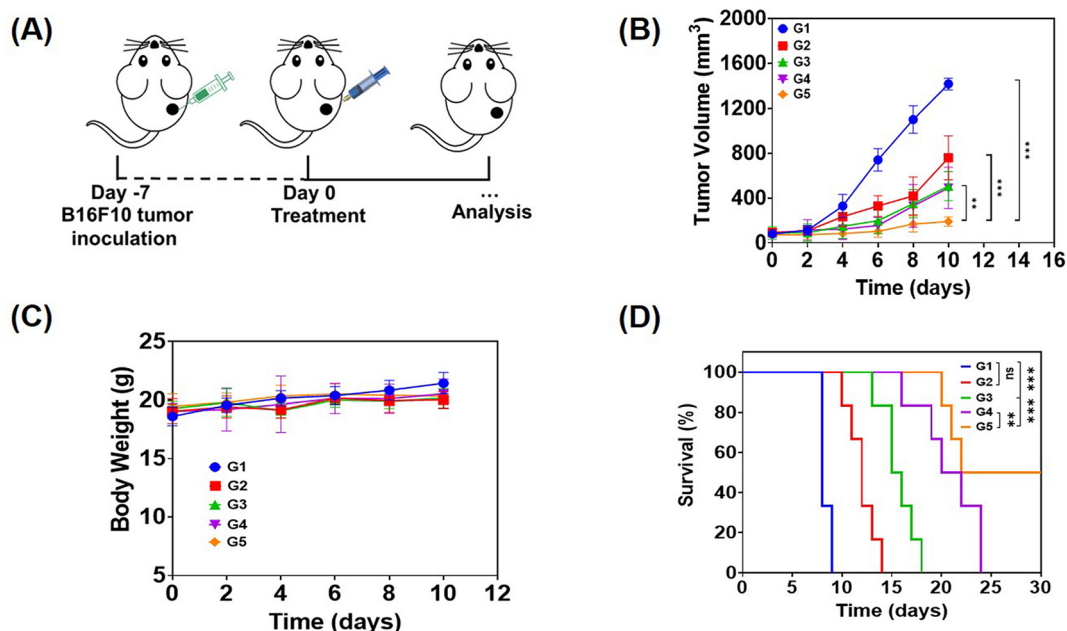 (A)
Day -7
B16F10 tumor
inoculation
Day 0
Treatment
...
Analysis
(B)
Tumor Volume (mm³)
2000
1600
1200
800
400
0
0 2 4 6 8 10 12 14 16
Time (days)
G1
G2
G3
G4
G5
**
***
***
(C)
Body Weight (g)
25
20
15
10
5
0 2 4 6 8 10 12
Time (days)
G1
G2
G3
G4
G5
(D)
Survival (%)
100
80
60
40
20
0
0 5 10 15 20 25 30
Time (days)
G1
G2
G3
G4
G5
ns
**
***
***